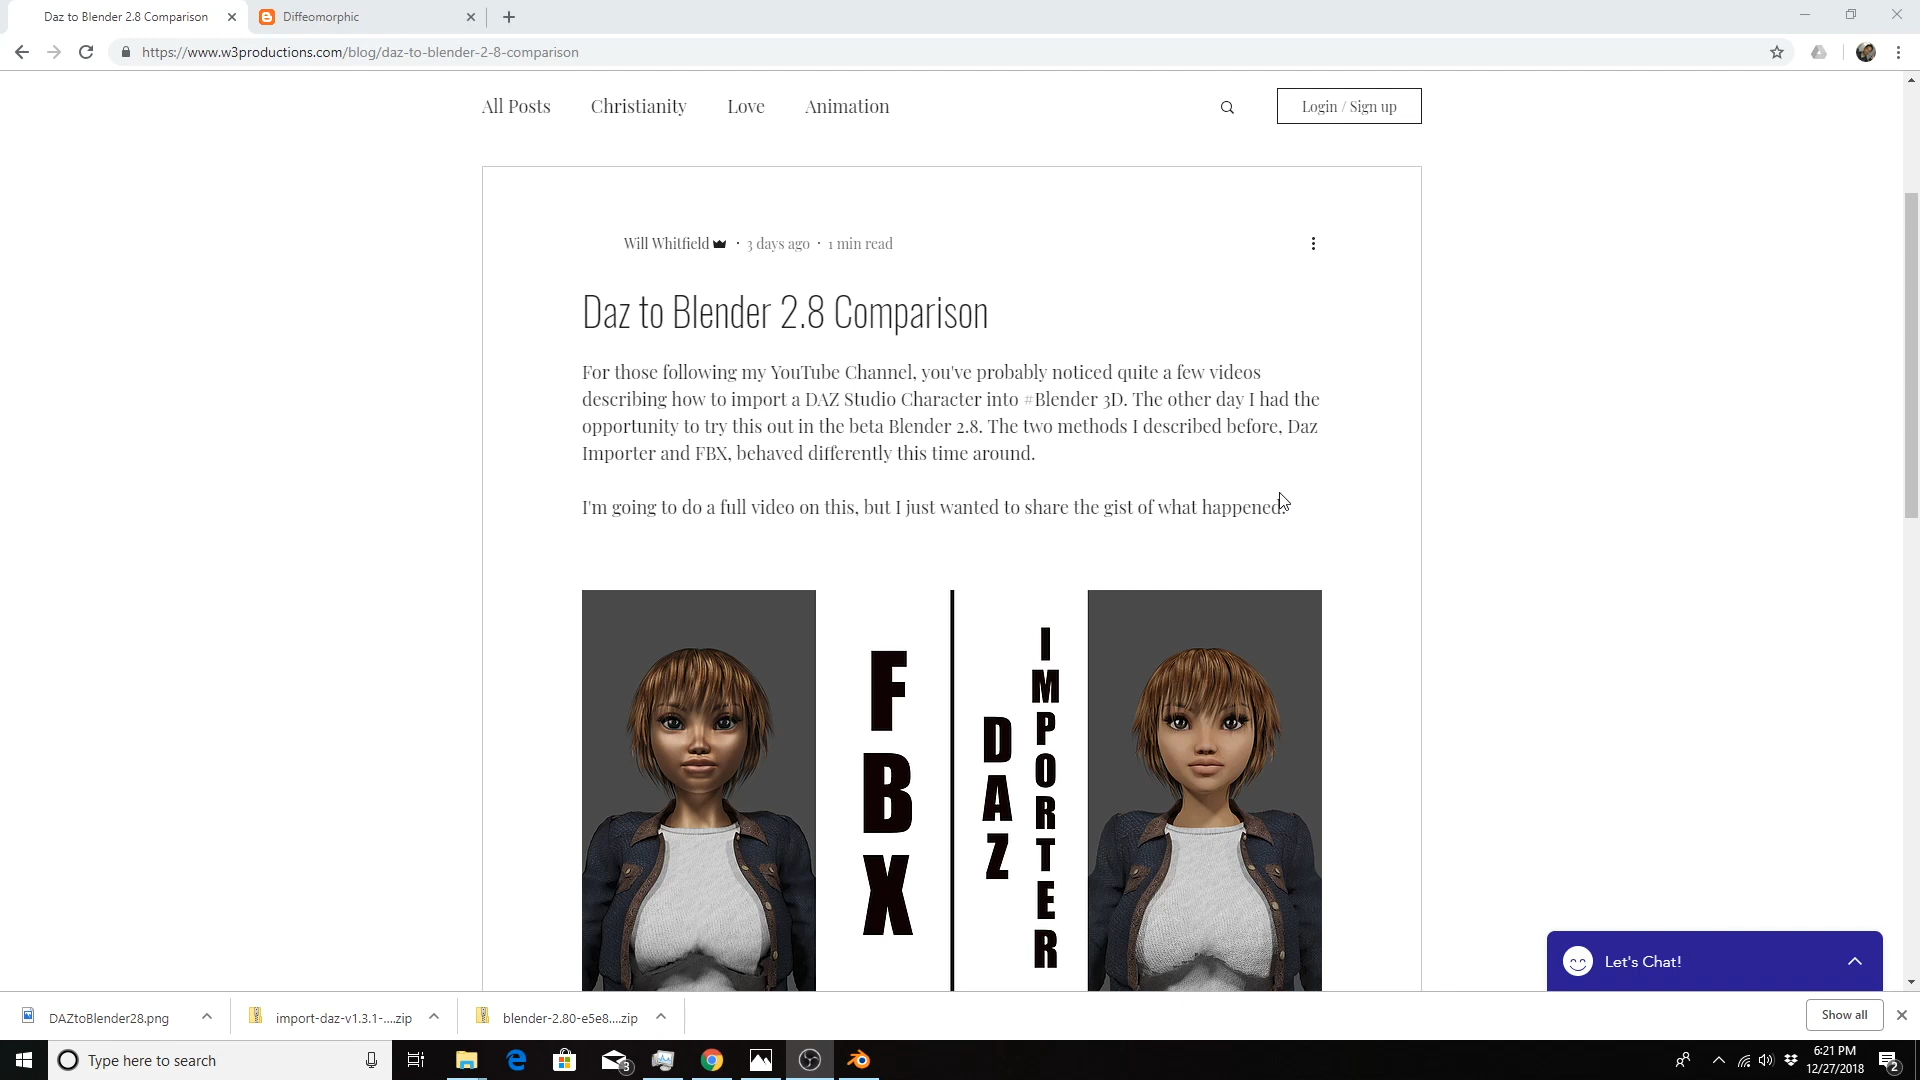 Daz to Blender 2.8 Comparison
Diffeomorphic
https://www.w3productions.com/blog/daz-to-blender-2-8-comparison
All Posts
Christianity
Love
Animation
Login / Sign up
Will Whitfield · 3 days ago · 1 min read
Daz to Blender 2.8 Comparison
For those following my YouTube Channel, you've probably noticed quite a few videos
describing how to import a DAZ Studio Character into #Blender 3D. The other day I had the
opportunity to try this out in the beta Blender 2.8. The two methods I described before, Daz
Importer and FBX, behaved differently this time around.
I'm going to do a full video on this, but I just wanted to share the gist of what happened.
FBX
DAZ
IMPORTER
Let's Chat!
DAZtoBlender28.png
import-daz-v1.3.1-....zip
blender-2.80-e5e8....zip
Show all
Type here to search
3
6:21 PM
12/27/2018
2